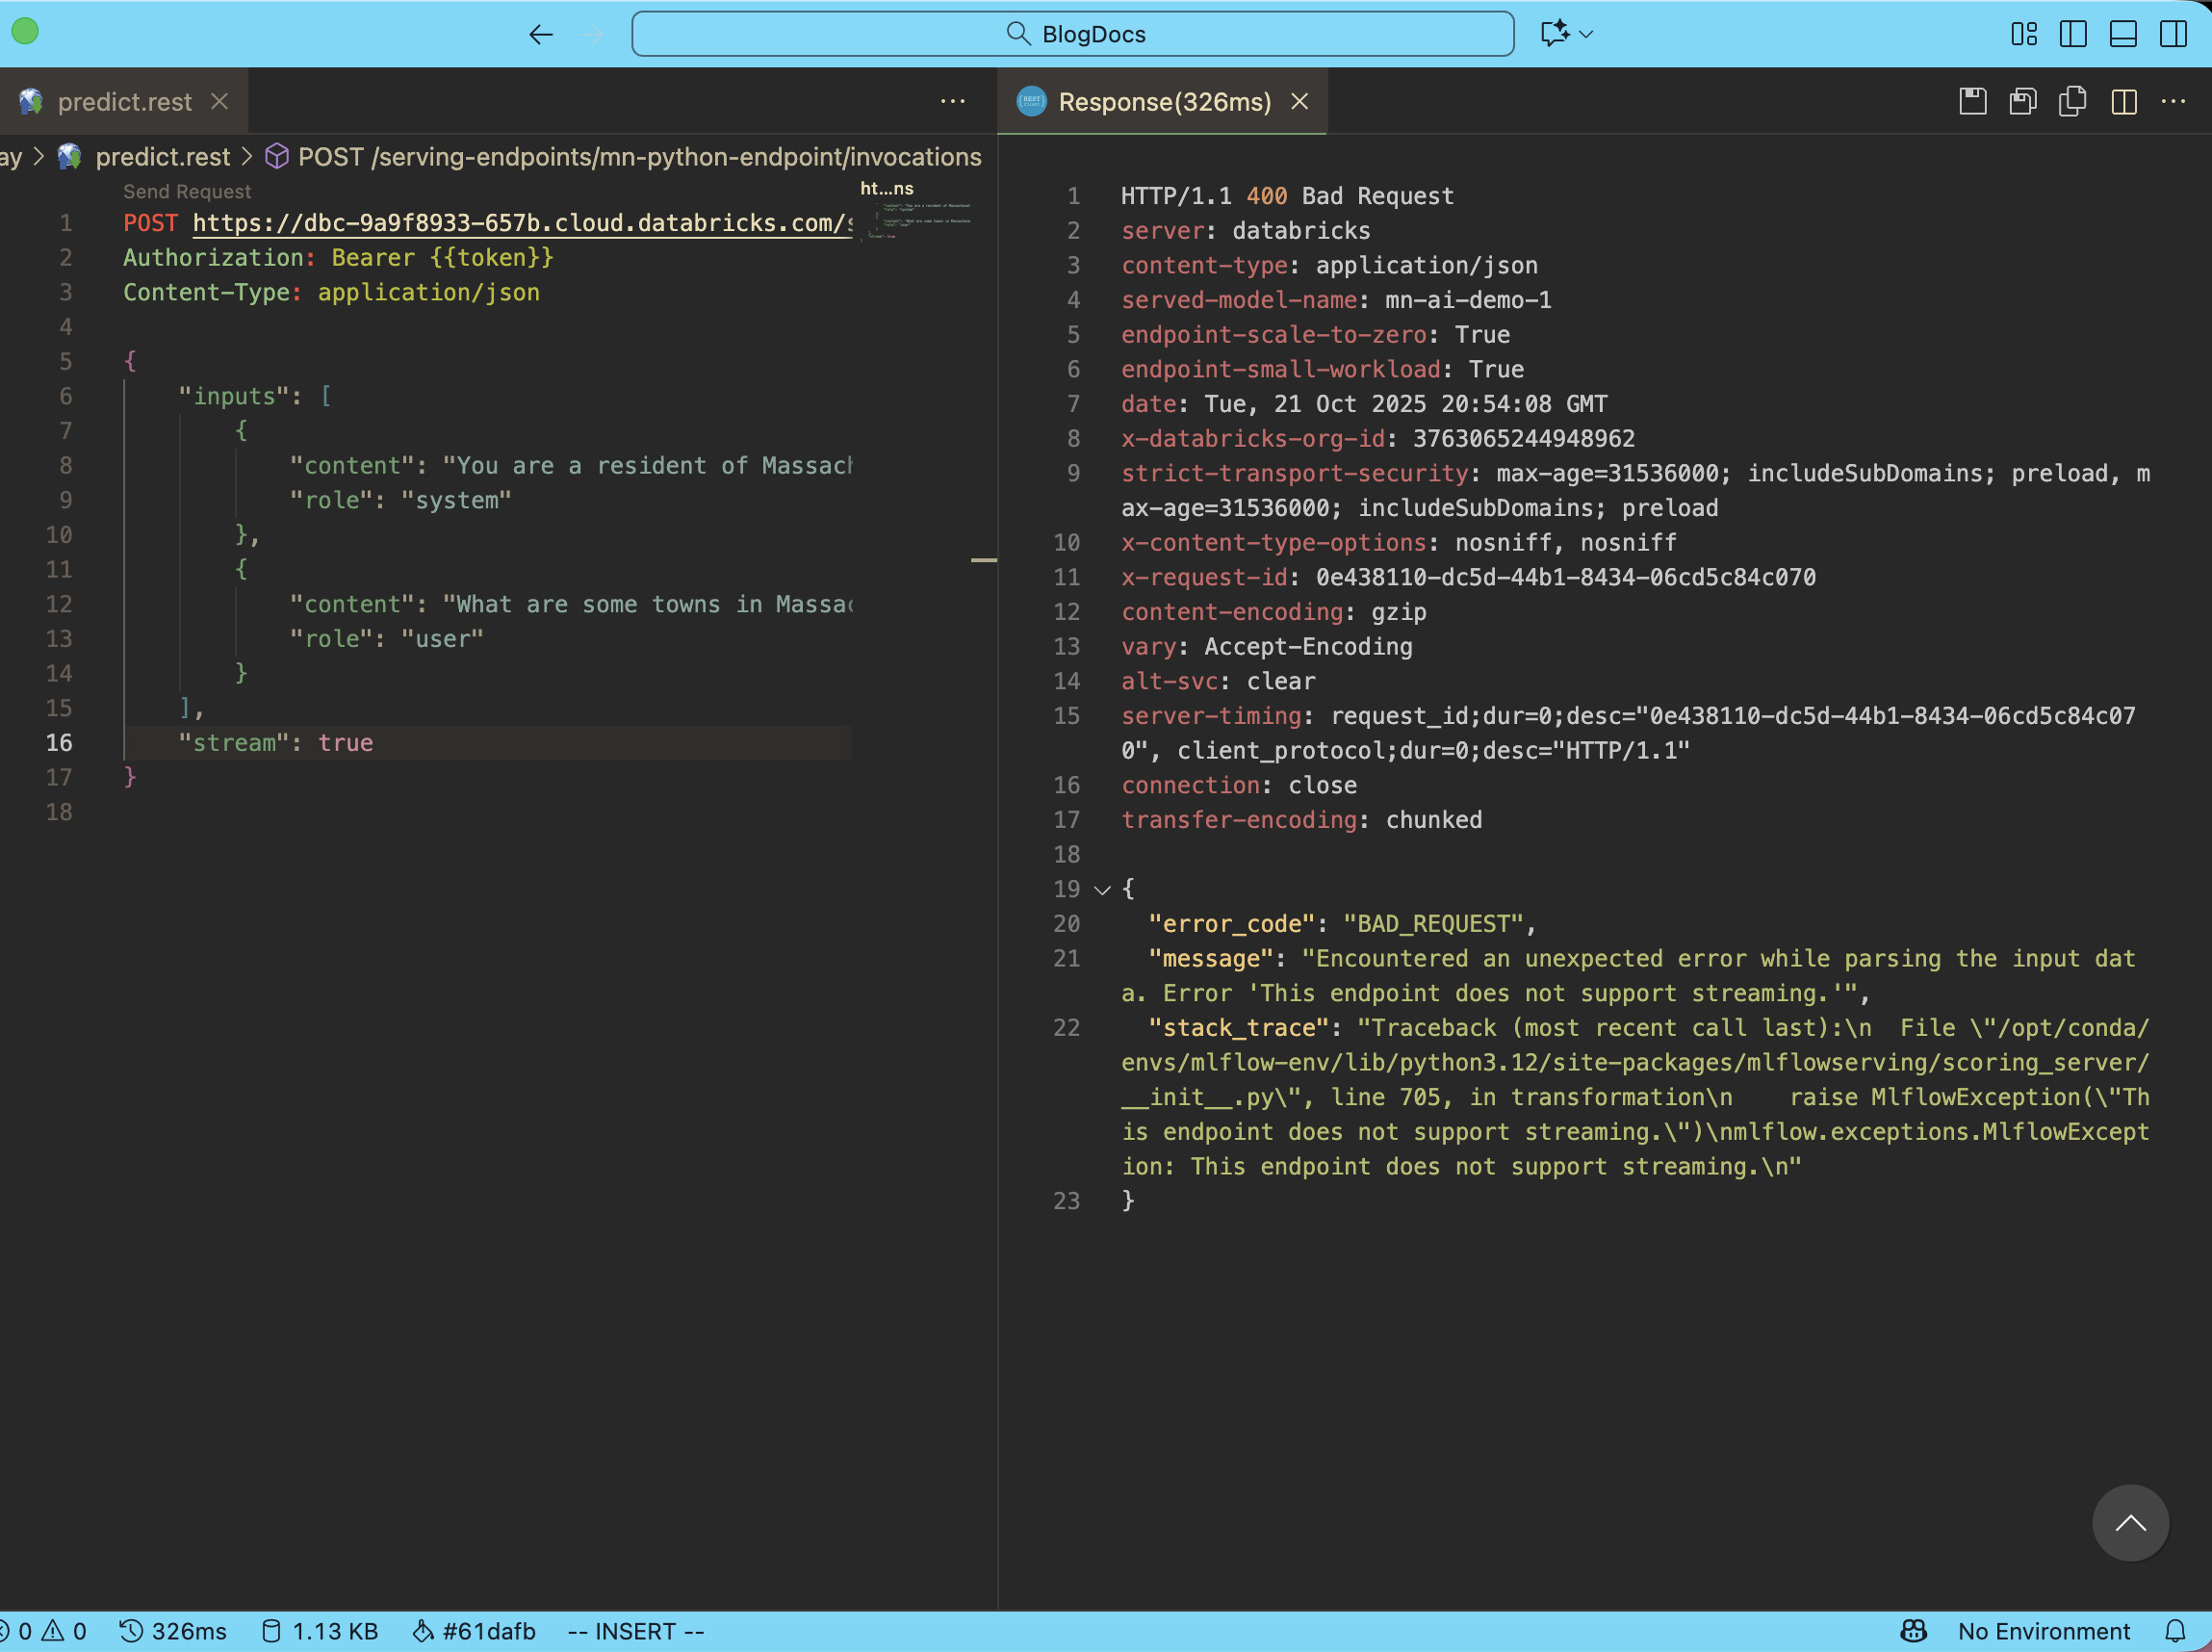 BlogDocs
predict.rest
Response(326ms)
ay > predict.rest > POST /serving-endpoints/mn-python-endpoint/invocations
Send Request
ht...ns
1 POST https://dbc-9a9f8933-657b.cloud.databricks.com/s
2 Authorization: Bearer {{token}}
3 Content-Type: application/json
4
5 {
6 "inputs": [
7 {
8 "content": "You are a resident of Massach
9 "role": "system"
10 },
11 {
12 "content": "What are some towns in Massac
13 "role": "user"
14 }
15 ],
16 "stream": true
17 }
18
1 HTTP/1.1 400 Bad Request
2 server: databricks
3 content-type: application/json
4 served-model-name: mn-ai-demo-1
5 endpoint-scale-to-zero: True
6 endpoint-small-workload: True
7 date: Tue, 21 Oct 2025 20:54:08 GMT
8 x-databricks-org-id: 3763065244948962
9 strict-transport-security: max-age=31536000; includeSubDomains; preload, m
ax-age=31536000; includeSubDomains; preload
10 x-content-type-options: nosniff, nosniff
11 x-request-id: 0e438110-dc5d-44b1-8434-06cd5c84c070
12 content-encoding: gzip
13 vary: Accept-Encoding
14 alt-svc: clear
15 server-timing: request_id;dur=0;desc="0e438110-dc5d-44b1-8434-06cd5c84c07
0", client_protocol;dur=0;desc="HTTP/1.1"
16 connection: close
17 transfer-encoding: chunked
18
19 {
20 "error_code": "BAD_REQUEST",
21 "message": "Encountered an unexpected error while parsing the input dat
a. Error 'This endpoint does not support streaming.'",
22 "stack_trace": "Traceback (most recent call last):\n  File \"/opt/conda/
envs/mlflow-env/lib/python3.12/site-packages/mlflowserving/scoring_server/
__init__.py\", line 705, in transformation\n    raise MlflowException(\"Th
is endpoint does not support streaming.\")\nmlflow.exceptions.MlflowExcept
ion: This endpoint does not support streaming.\n"
23 }
0 0 326ms 1.13 KB #61dafb -- INSERT -- No Environment